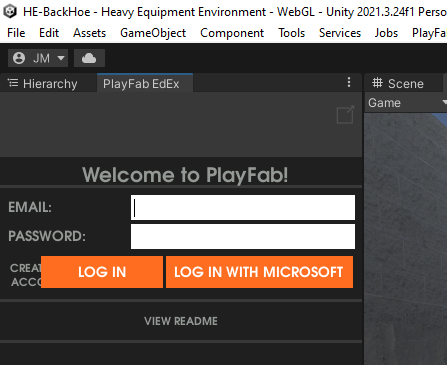 HE-BackHoe - Heavy Equipment Environment - WebGL - Unity 2021.3.24f1 Perso
File Edit Assets GameObject Component Tools Services Jobs PlayFa
JM
Hierarchy PlayFab EdEx Scene
Game
Welcome to PlayFab!
EMAIL:
PASSWORD:
CREAT
ACCO
LOG IN LOG IN WITH MICROSOFT
VIEW README